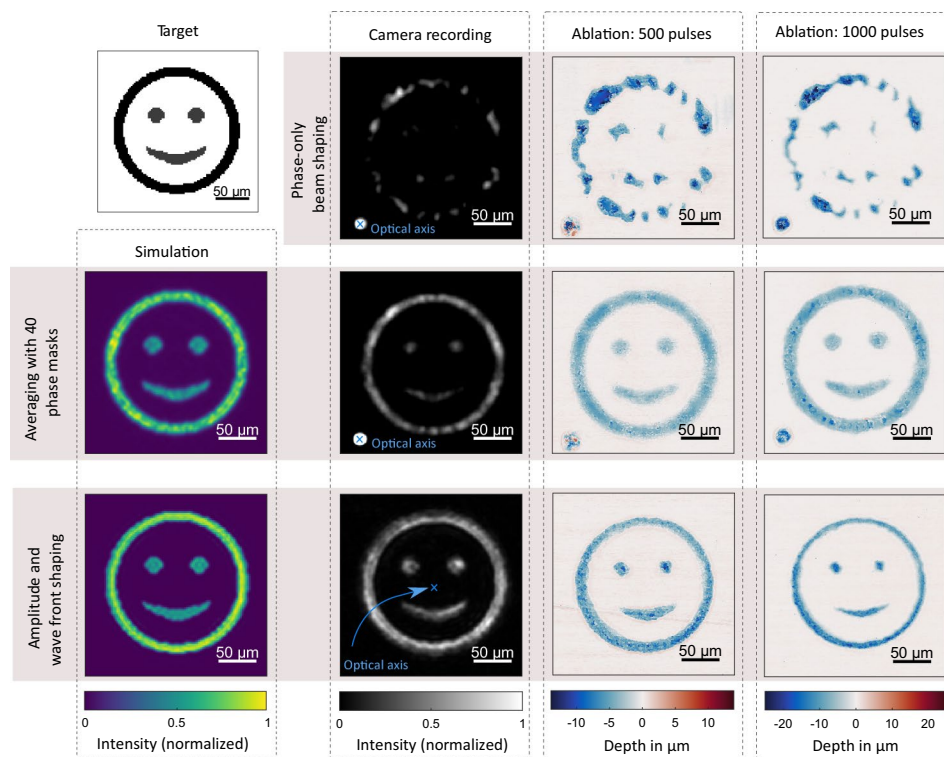 Target
Camera recording
Ablation: 500 pulses
Ablation: 1000 pulses
50 µm
Phase-only
beam shaping
Optical axis
50 µm
50 µm
50 µm
Simulation
Averaging with 40
phase masks
50 µm
Optical axis
50 µm
50 µm
50 µm
Amplitude and
wave front shaping
50 µm
Optical axis
50 µm
50 µm
50 µm
0 0.5 1
Intensity (normalized)
0 0.5 1
Intensity (normalized)
-10 -5 0 5 10
Depth in µm
-20 -10 0 10 20
Depth in µm